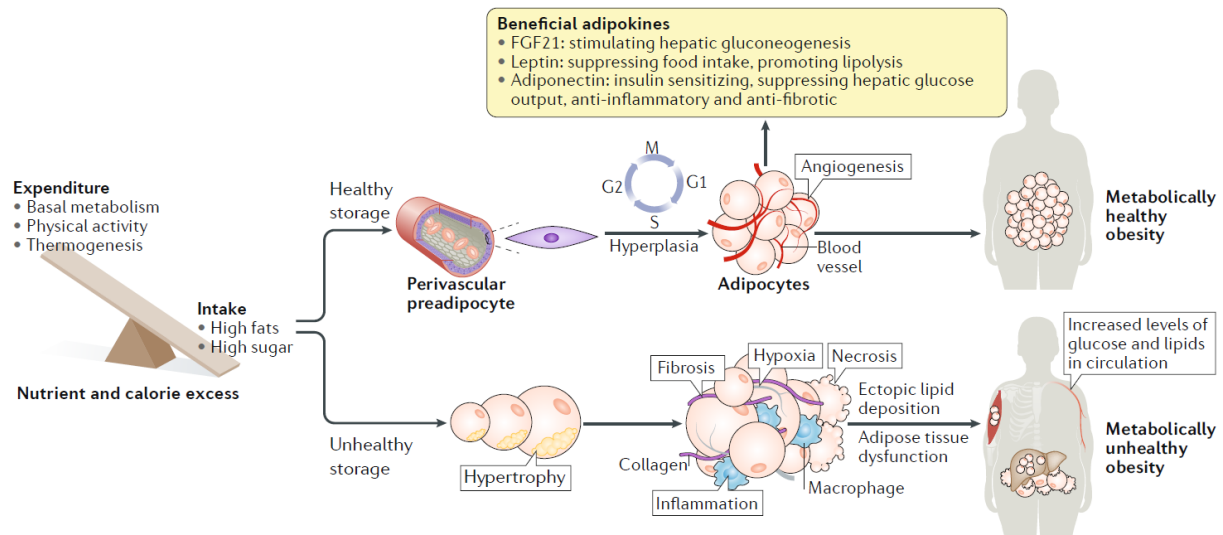 Beneficial adipokines
• FGF21: stimulating hepatic gluconeogenesis
• Leptin: suppressing food intake, promoting lipolysis
• Adiponectin: insulin sensitizing, suppressing hepatic glucose
output, anti-inflammatory and anti-fibrotic
Expenditure
• Basal metabolism
• Physical activity
• Thermogenesis
Intake
• High fats
• High sugar
Nutrient and calorie excess
Healthy
storage
Perivascular
preadipocyte
M
G2
G1
S
Hyperplasia
Angiogenesis
Blood
vessel
Adipocytes
Metabolically
healthy
obesity
Unhealthy
storage
Hypertrophy
Fibrosis
Hypoxia
Necrosis
Collagen
Inflammation
Macrophage
Ectopic lipid
deposition
Adipose tissue
dysfunction
Increased levels of
glucose and lipids
in circulation
Metabolically
unhealthy
obesity